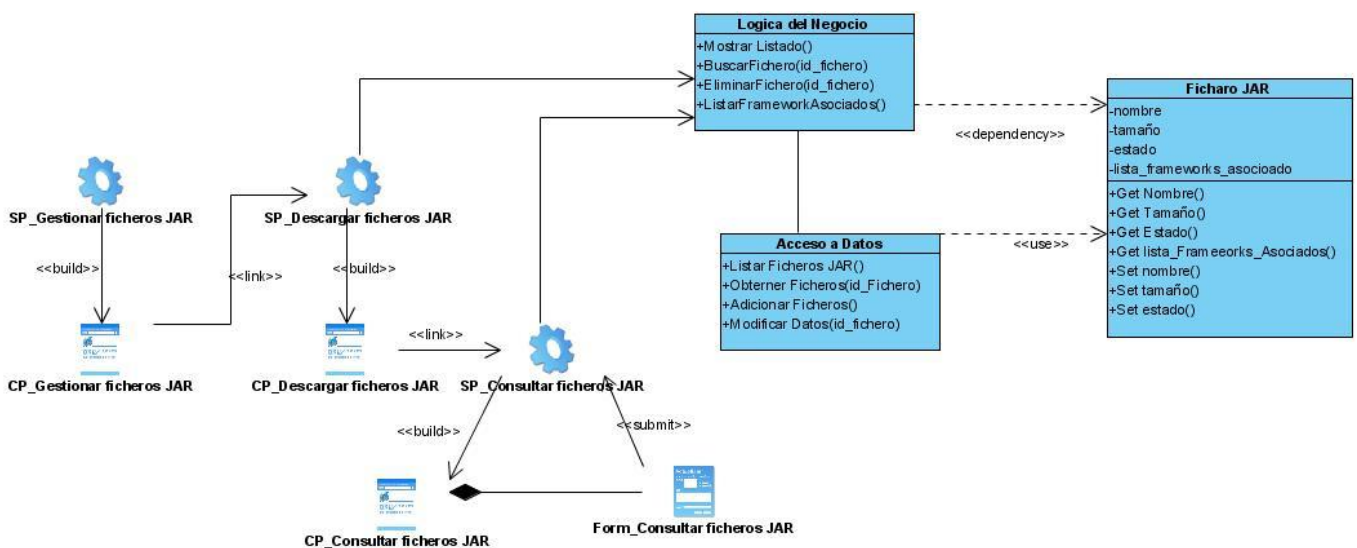 Logica del Negocio
+Mostrar Listado()
+BuscarFichero(id_fichero)
+EliminarFichero(id_fichero)
+ListarFrameworkAsociados()
<<dependency>>
Ficharo JAR
-nombre
-tamaño
-estado
-lista_frameworks_asocioado
+Get Nombre()
+Get Tamaño()
+Get Estado()
+Get lista_Frameeorks_Asociados()
+Set nombre()
+Set tamaño()
+Set estado()
SP_Gestionar ficheros JAR
SP_Descargar ficheros JAR
<<build>>
<<link>>
<<build>>
<<use>>
Acceso a Datos
+Listar Ficheros JAR()
+Obterner Ficheros(id_Fichero)
+Adicionar Ficheros()
+Modificar Datos(id_fichero)
<<link>>
CP_Gestionar ficheros JAR
CP_Descargar ficheros JAR
SP_Consultar ficheros JAR
<<build>>
<<submit>>
Actualizar
CP_Consultar ficheros JAR
Form_Consultar ficheros JAR